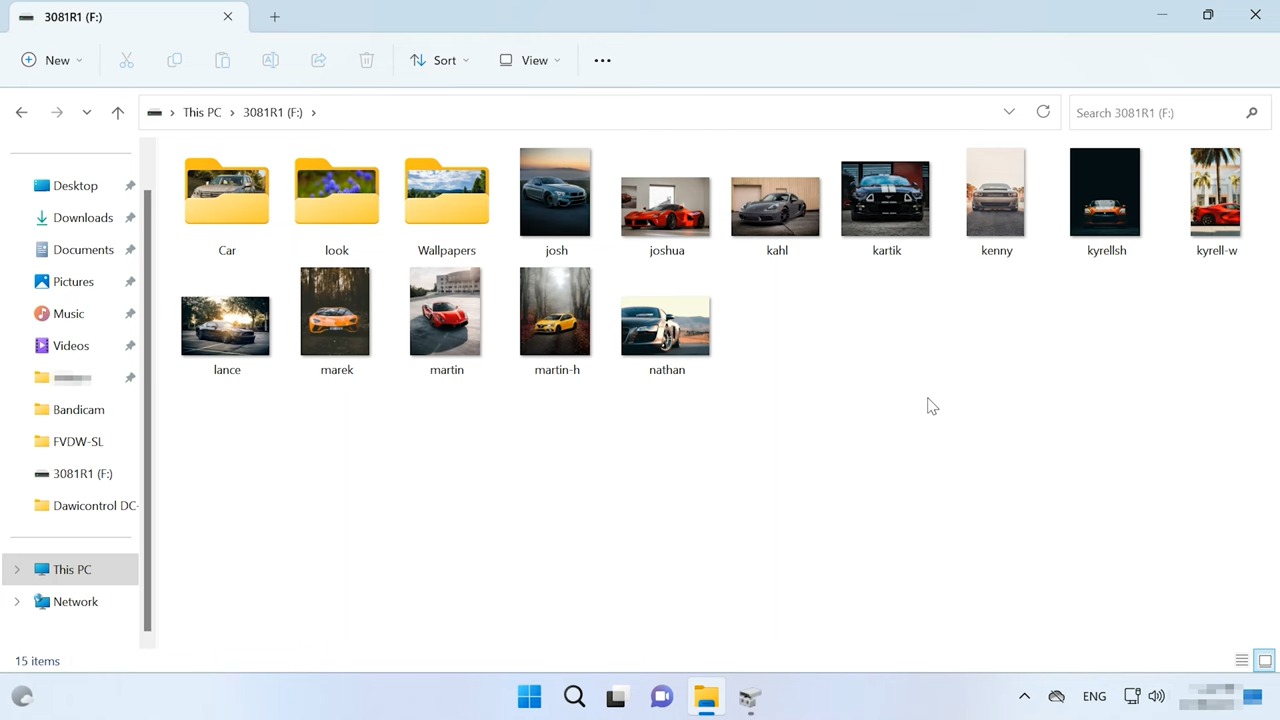 3081R1 (F:)
New
Sort
View
This PC
3081R1 (F:)
Search 3081R1 (F:)
Desktop
Downloads
Documents
Pictures
Music
Videos
Bandicam
FVDW-SL
3081R1 (F:)
Dawicontrol DC-
This PC
Network
Car
look
Wallpapers
josh
joshua
kahl
kartik
kenny
kyrellsh
kyrell-w
lance
marek
martin
martin-h
nathan
15 items
ENG